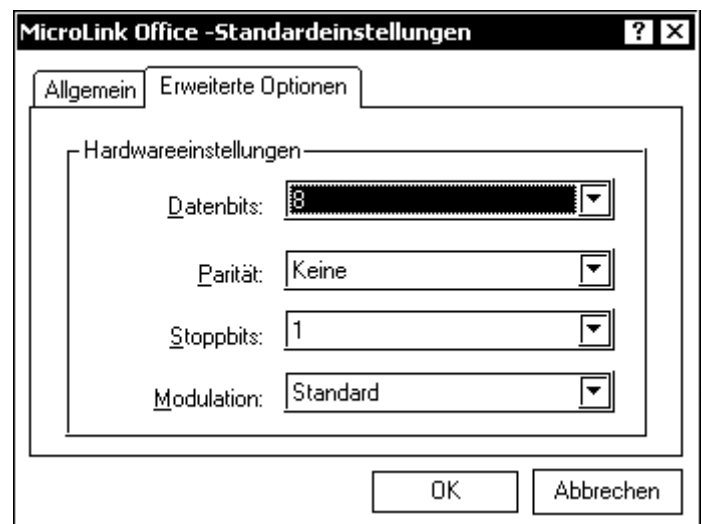 MicroLink Office -Standardeinstellungen ? ×
Allgemein Erweiterte Optionen
Hardwareeinstellungen
Datenbits: 8
Parität: Keine
Stoppbits: 1
Modulation: Standard
OK Abbrechen